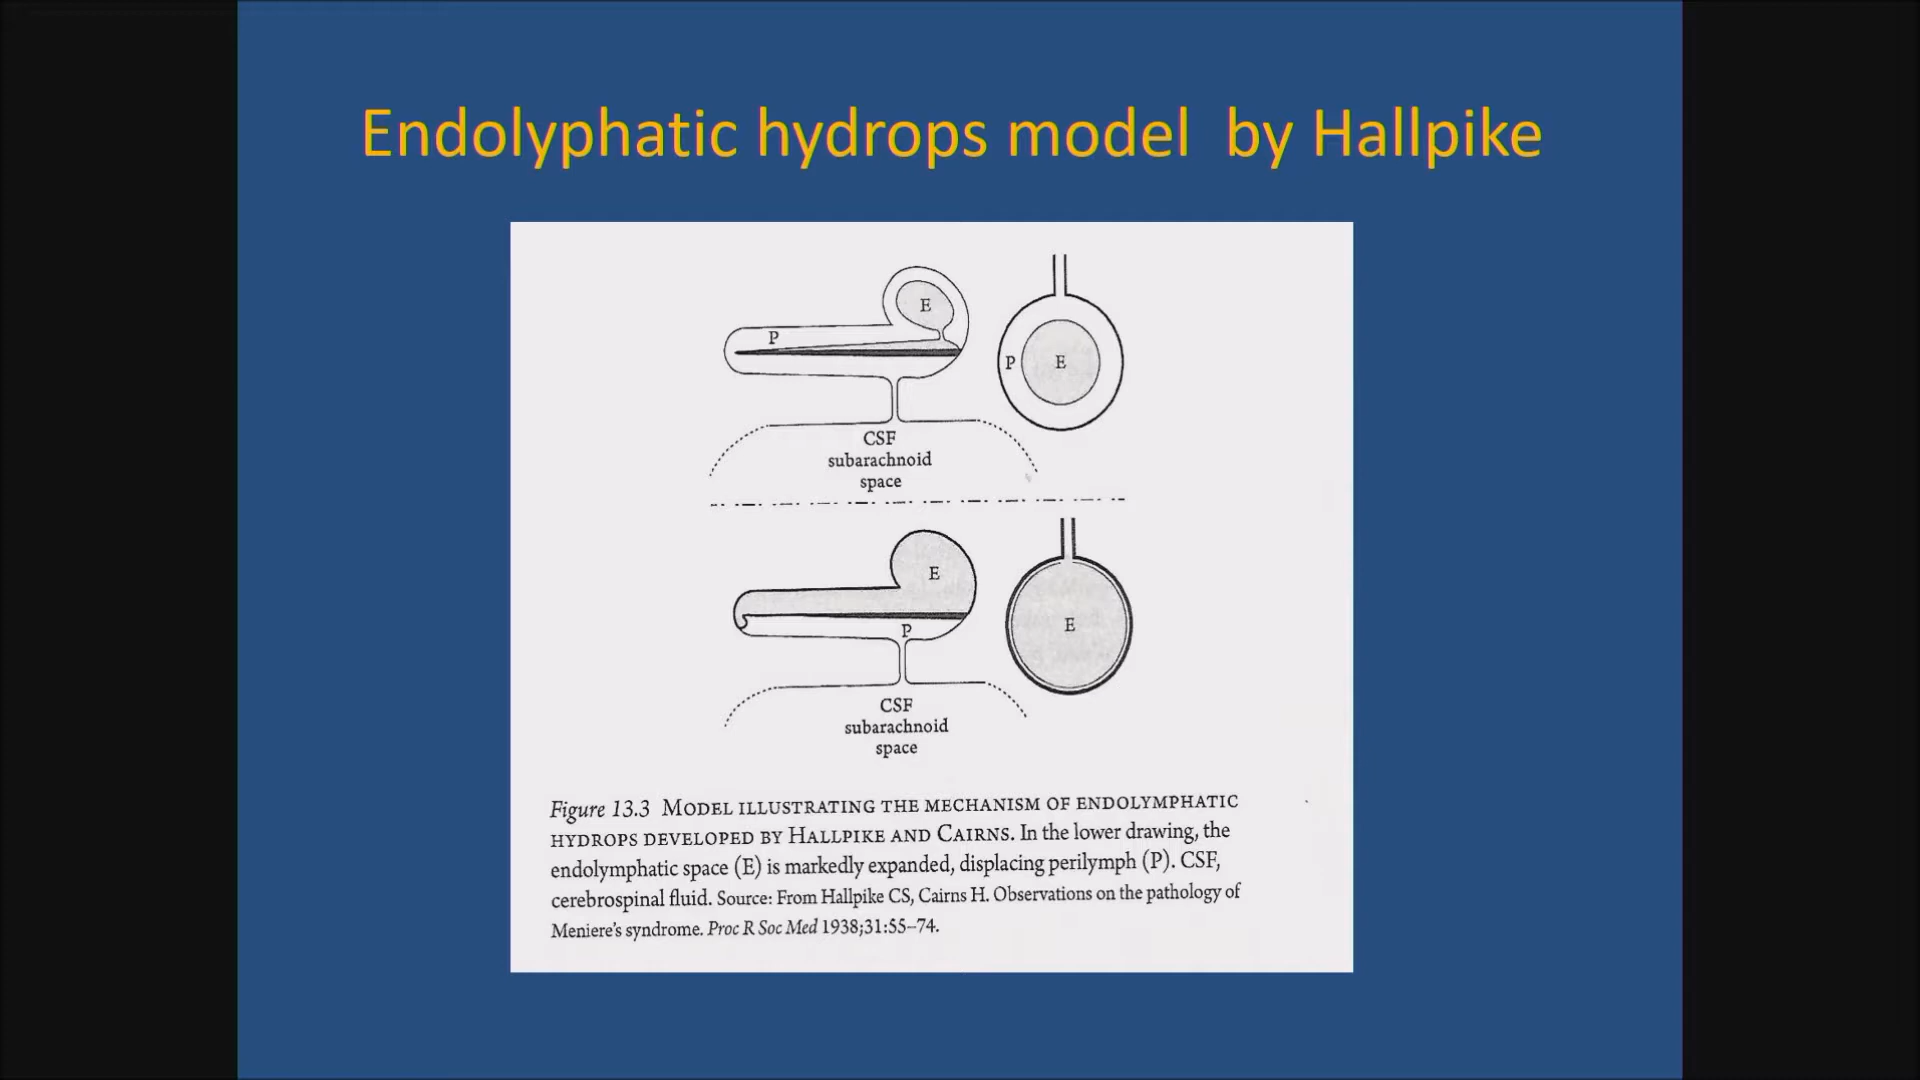 Endolyphatic hydrops model by Hallpike
E
P
P
E
CSF
subarachnoid
space
E
P
E
CSF
subarachnoid
space
Figure 13.3 MODEL ILLUSTRATING THE MECHANISM OF ENDOLYMPHATIC
HYDROPS DEVELOPED BY HALLPIKE AND CAIRNS. In the lower drawing, the
endolymphatic space (E) is markedly expanded, displacing perilymph (P). CSF,
cerebrospinal fluid. Source: From Hallpike CS, Cairns H. Observations on the pathology of
Meniere's syndrome. Proc R Soc Med 1938;31:55–74.